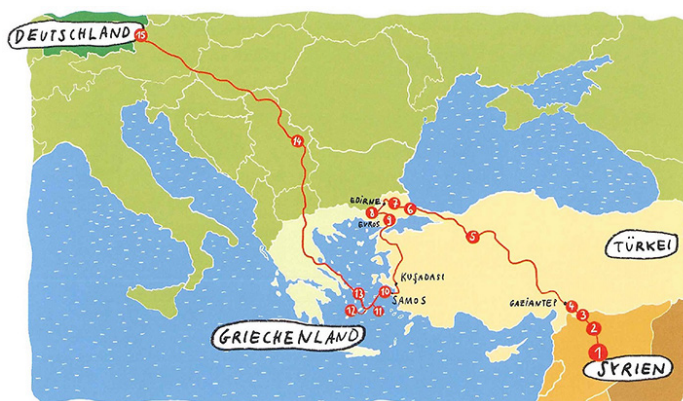 DEUTSCHLAND
15
14
EDIRNE
7
6
8
EVROS
9
5
TÜRKEI
KUŞADASI
10
SAMOS
13
12
11
GAZIANTEP
4
3
2
GRIECHENLAND
1
SYRIEN